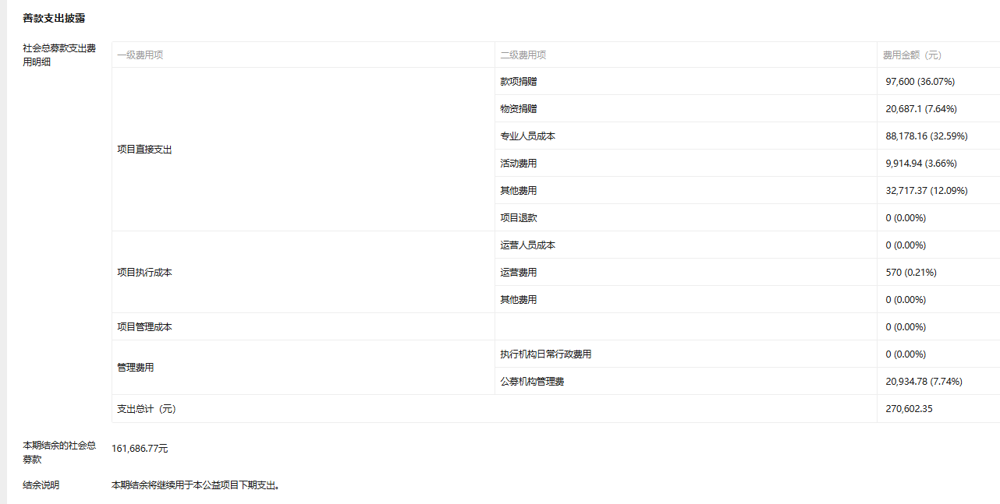 善款支出披露
社会总募款支出费
用明细
一级费用项 二级费用项 费用金额（元）
项目直接支出
款项捐赠 97,600 (36.07%)
物资捐赠 20,687.1 (7.64%)
专业人员成本 88,178.16 (32.59%)
活动费用 9,914.94 (3.66%)
其他费用 32,717.37 (12.09%)
项目退款 0 (0.00%)
项目执行成本
运营人员成本 0 (0.00%)
运营费用 570 (0.21%)
其他费用 0 (0.00%)
项目管理成本 0 (0.00%)
管理费用
执行机构日常行政费用 0 (0.00%)
公募机构管理费 20,934.78 (7.74%)
支出总计（元） 270,602.35
本期结余的社会总
募款
161,686.77元
结余说明 本期结余将继续用于本公益项目下期支出。